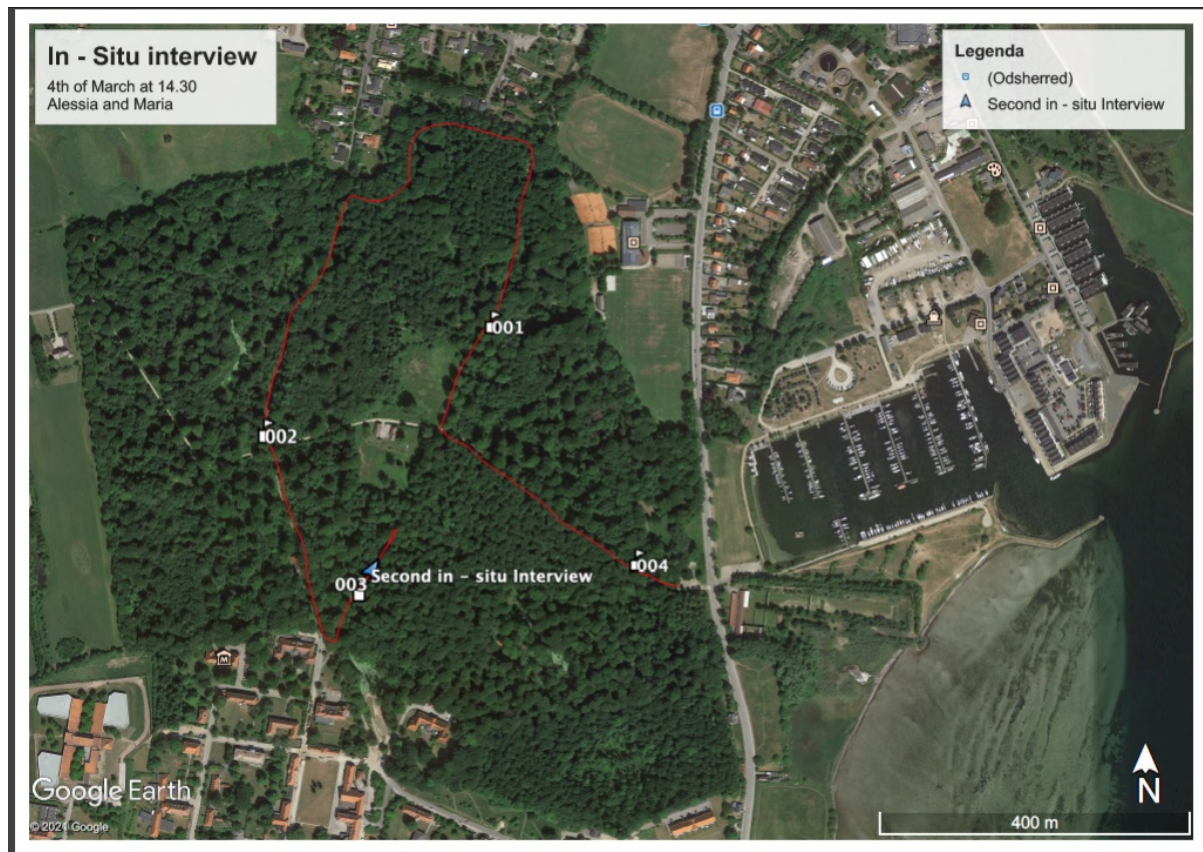 In - Situ interview
4th of March at 14.30
Alessia and Maria
Legenda
(Odsherred)
Second in - situ Interview
001
002
003
Second in - situ Interview
004
M
Google Earth
© 2021 Google
N
400 m